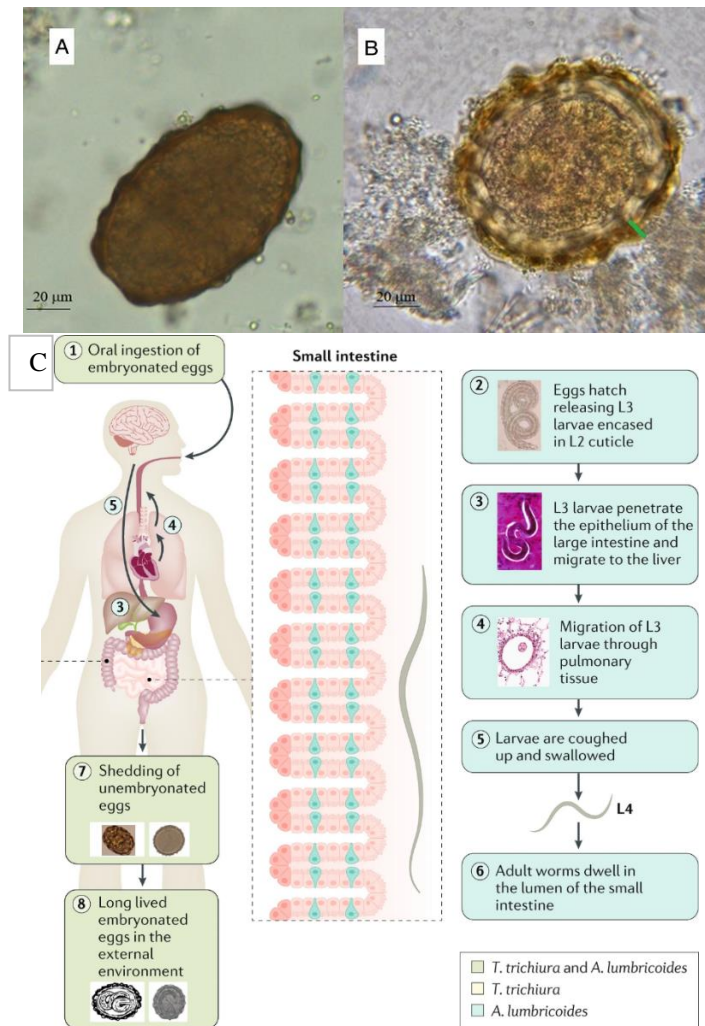 A
B
20 µm
20 µm
C
1 Oral ingestion of
embryonated eggs
5
4
3
7 Shedding of
unembryonated
eggs
8 Long lived
embryonated
eggs in the
external
environment
Small intestine
2 Eggs hatch
releasing L3
larvae encased
in L2 cuticle
3 L3 larvae penetrate
the epithelium of the
large intestine and
migrate to the liver
4 Migration of L3
larvae through
pulmonary
tissue
5 Larvae are coughed
up and swallowed
L4
6 Adult worms dwell in
the lumen of the small
intestine
T. trichiura and A. lumbricoides
T. trichiura
A. lumbricoides